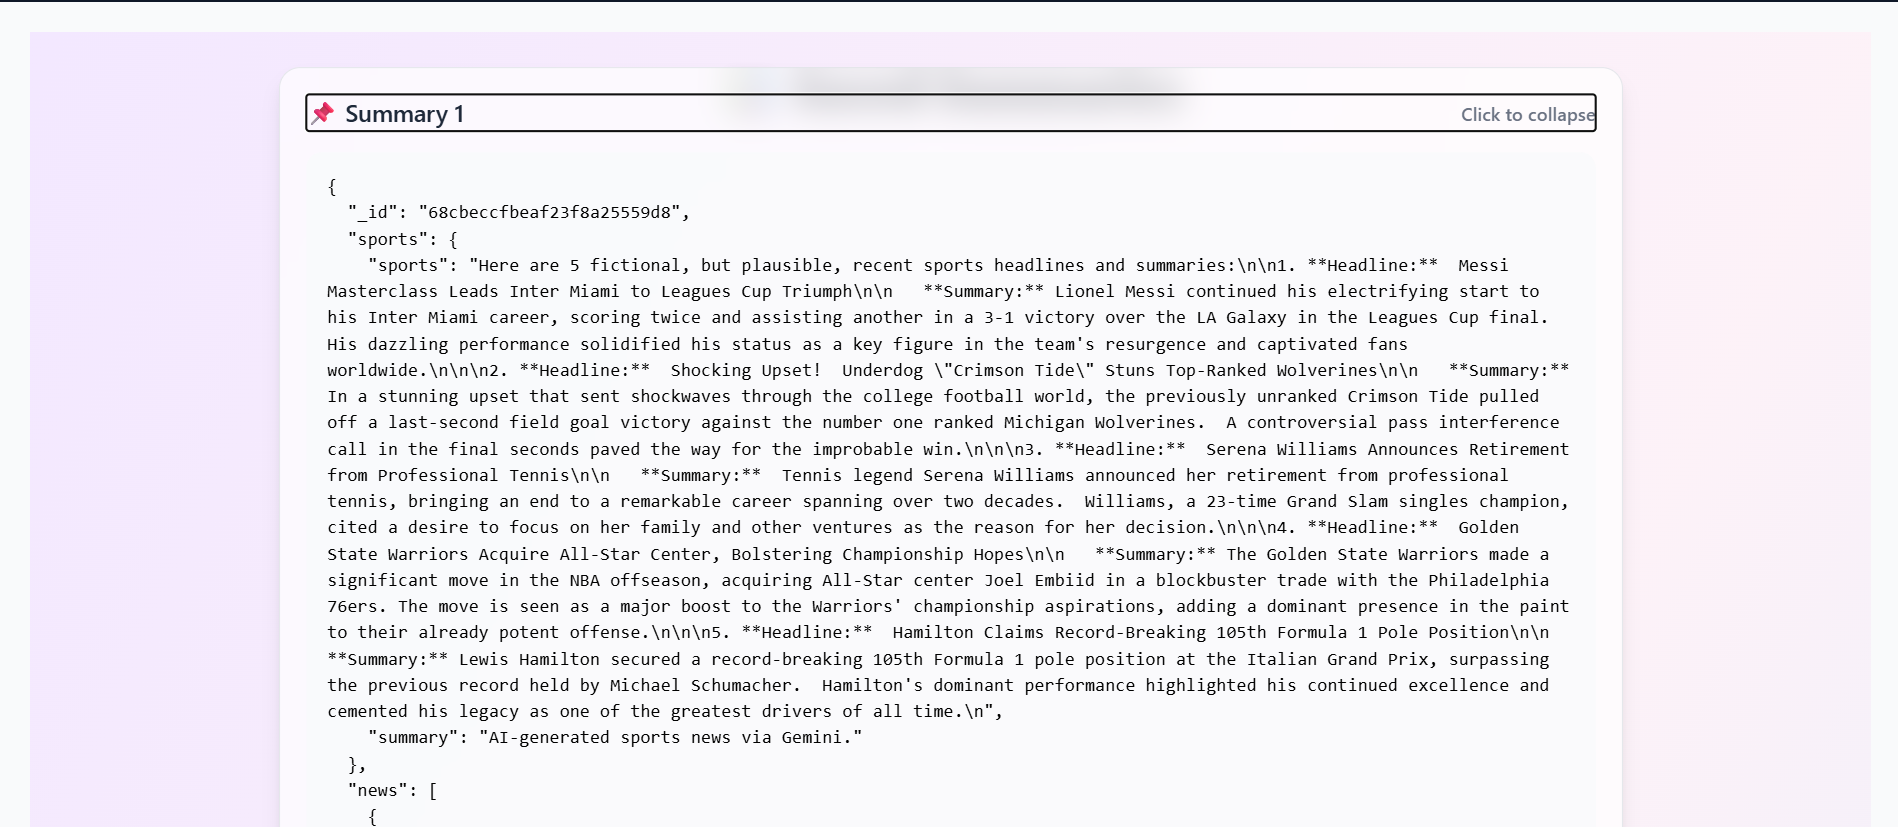 📌 Summary 1
Click to collapse
{
  "_id": "68cbeccfbeaf23f8a25559d8",
  "sports": {
    "sports": "Here are 5 fictional, but plausible, recent sports headlines and summaries:\n\n1. **Headline:**  Messi
Masterclass Leads Inter Miami to Leagues Cup Triumph\n\n   **Summary:** Lionel Messi continued his electrifying start to
his Inter Miami career, scoring twice and assisting another in a 3-1 victory over the LA Galaxy in the Leagues Cup final.
His dazzling performance solidified his status as a key figure in the team's resurgence and captivated fans
worldwide.\n\n\n2. **Headline:**  Shocking Upset!  Underdog \"Crimson Tide\" Stuns Top-Ranked Wolverines\n\n   **Summary:**
In a stunning upset that sent shockwaves through the college football world, the previously unranked Crimson Tide pulled
off a last-second field goal victory against the number one ranked Michigan Wolverines.  A controversial pass interference
call in the final seconds paved the way for the improbable win.\n\n\n3. **Headline:**  Serena Williams Announces Retirement
from Professional Tennis\n\n   **Summary:**  Tennis legend Serena Williams announced her retirement from professional
tennis, bringing an end to a remarkable career spanning over two decades.  Williams, a 23-time Grand Slam singles champion,
cited a desire to focus on her family and other ventures as the reason for her decision.\n\n\n4. **Headline:**  Golden
State Warriors Acquire All-Star Center, Bolstering Championship Hopes\n\n   **Summary:** The Golden State Warriors made a
significant move in the NBA offseason, acquiring All-Star center Joel Embiid in a blockbuster trade with the Philadelphia
76ers. The move is seen as a major boost to the Warriors' championship aspirations, adding a dominant presence in the paint
to their already potent offense.\n\n\n5. **Headline:**  Hamilton Claims Record-Breaking 105th Formula 1 Pole Position\n\n
**Summary:** Lewis Hamilton secured a record-breaking 105th Formula 1 pole position at the Italian Grand Prix, surpassing
the previous record held by Michael Schumacher.  Hamilton's dominant performance highlighted his continued excellence and
cemented his legacy as one of the greatest drivers of all time.\n",
    "summary": "AI-generated sports news via Gemini."
  },
  "news": [
    {